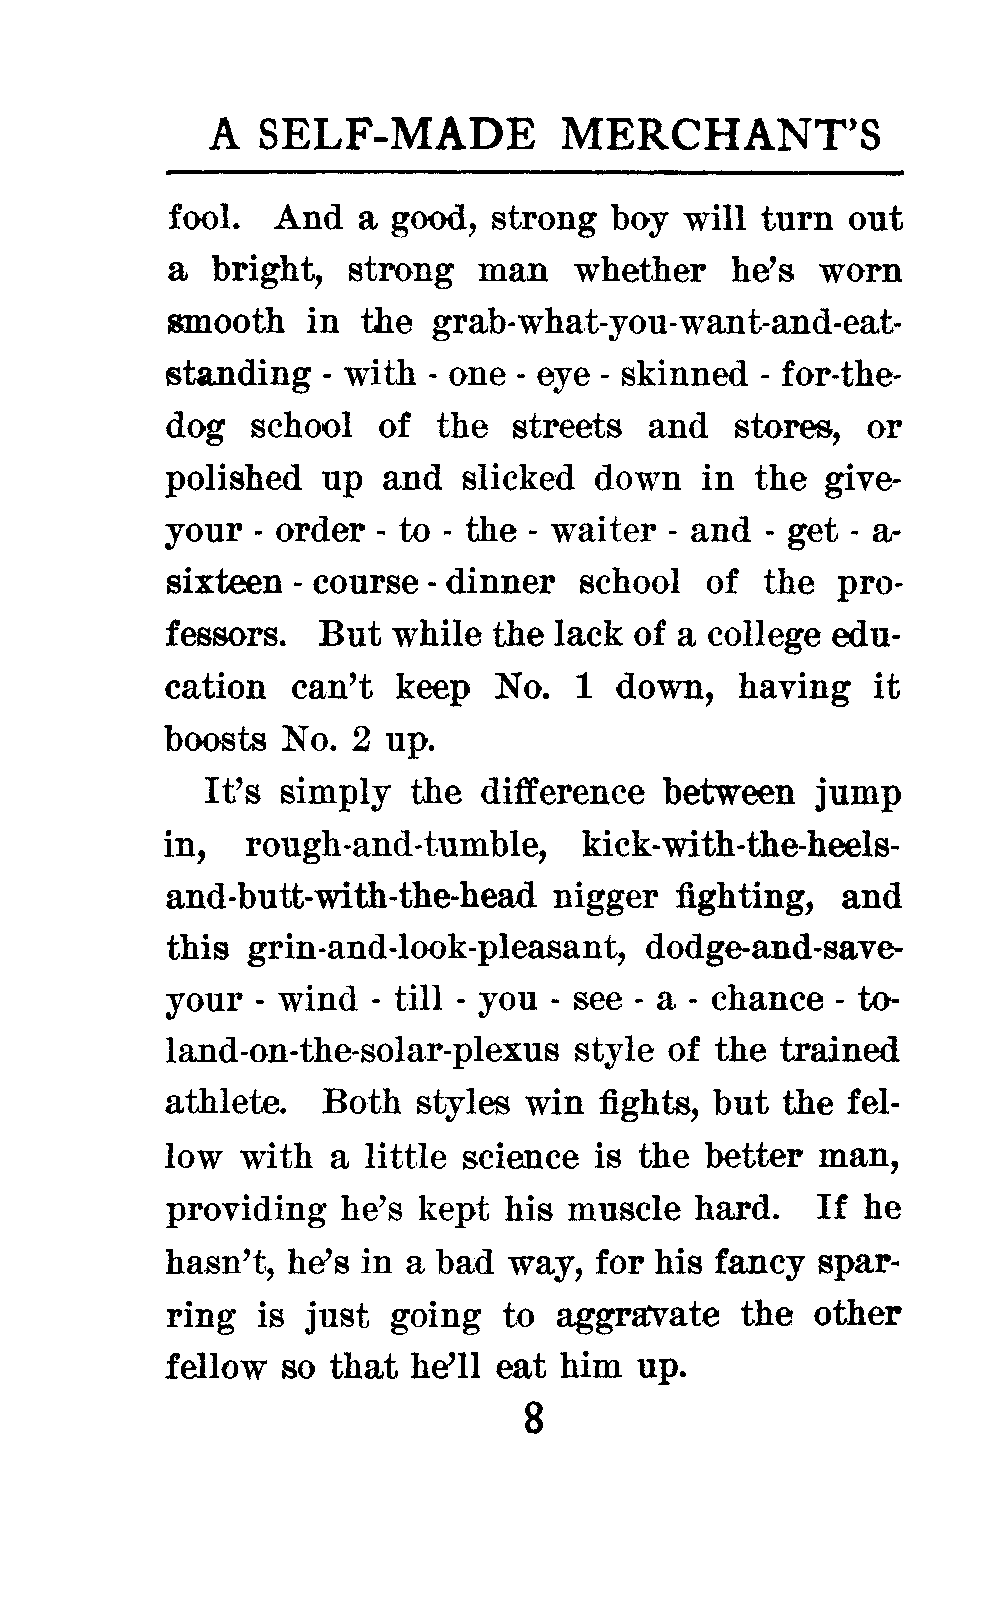 A SELF-MADE MERCHANT'S
fool. And a good, strong boy will turn out
a bright, strong man whether he's worn
smooth in the grab-what-you-want-and-eat-
standing - with - one - eye - skinned - for-the-
dog school of the streets and stores, or
polished up and slicked down in the give-
your - order - to - the - waiter - and - get - a-
sixteen - course - dinner school of the pro-
fessors. But while the lack of a college edu-
cation can't keep No. 1 down, having it
boosts No. 2 up.
It's simply the difference between jump
in, rough-and-tumble, kick-with-the-heels-
and-butt-with-the-head nigger fighting, and
this grin-and-look-pleasant, dodge-and-save-
your - wind - till - you - see - a - chance - to-
land-on-the-solar-plexus style of the trained
athlete. Both styles win fights, but the fel-
low with a little science is the better man,
providing he's kept his muscle hard. If he
hasn't, he's in a bad way, for his fancy spar-
ring is just going to aggravate the other
fellow so that he'll eat him up.
8